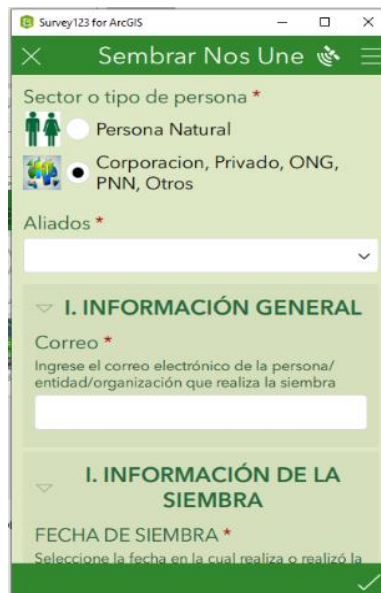 Survey123 for ArcGIS
Sembrar Nos Une
Sector o tipo de persona *
Persona Natural
Corporacion, Privado, ONG,
PNN, Otros
Aliados *
I. INFORMACIÓN GENERAL
Correo *
Ingrese el correo electrónico de la persona/
entidad/organización que realiza la siembra
I. INFORMACIÓN DE LA
SIEMBRA
FECHA DE SIEMBRA *
Seleccione la fecha en la cual realiza o realizó la